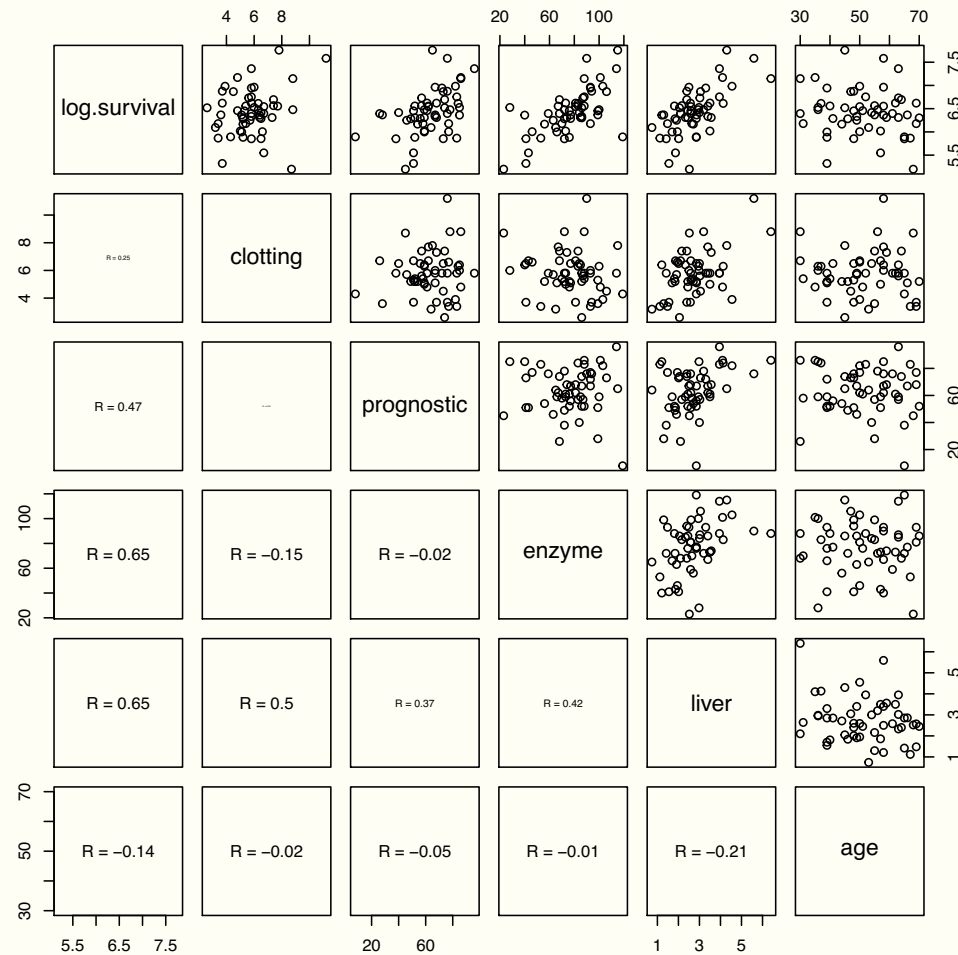 4 6 8 20 60 100 30 50 70
log.survival
5.5 6.5 7.5
4 6 8
R = 0.25
clotting
R = 0.47
prognostic
20 60
20 60 100
R = 0.65
R = −0.15
R = −0.02
enzyme
R = 0.65
R = 0.5
R = 0.37
R = 0.42
liver
1 3 5
30 50 70
R = −0.14
R = −0.02
R = −0.05
R = −0.01
R = −0.21
age
5.5 6.5 7.5 20 60 1 3 5